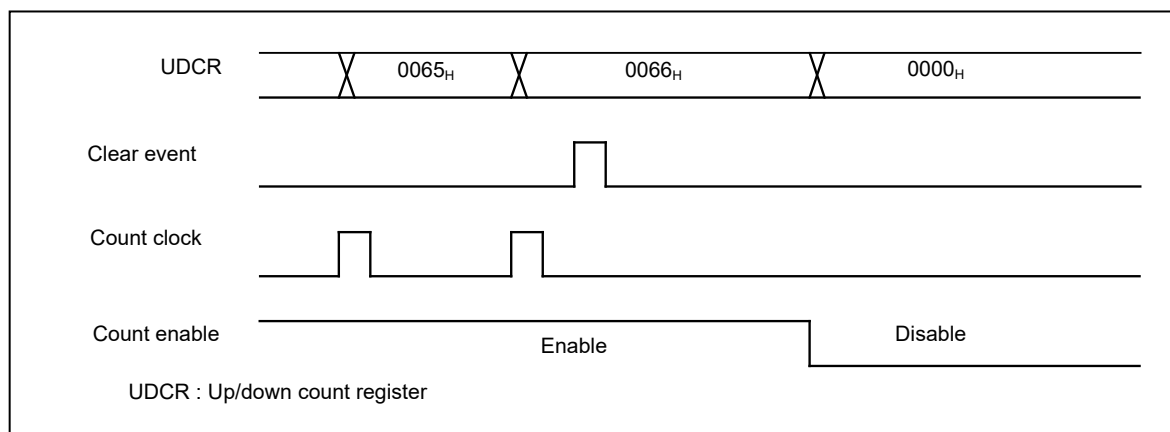 UDCR 0065H 0066H 0000H
Clear event
Count clock
Count enable Enable Disable
UDCR : Up/down count register